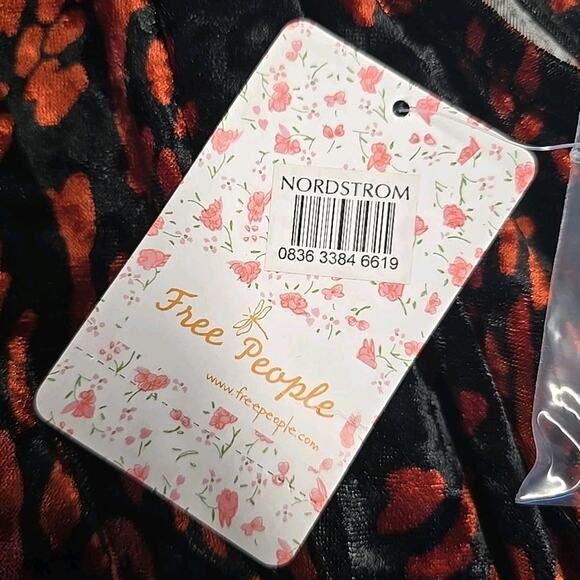 NORDSTROM
0836 3384 6619
Free People
www.freepeople.com